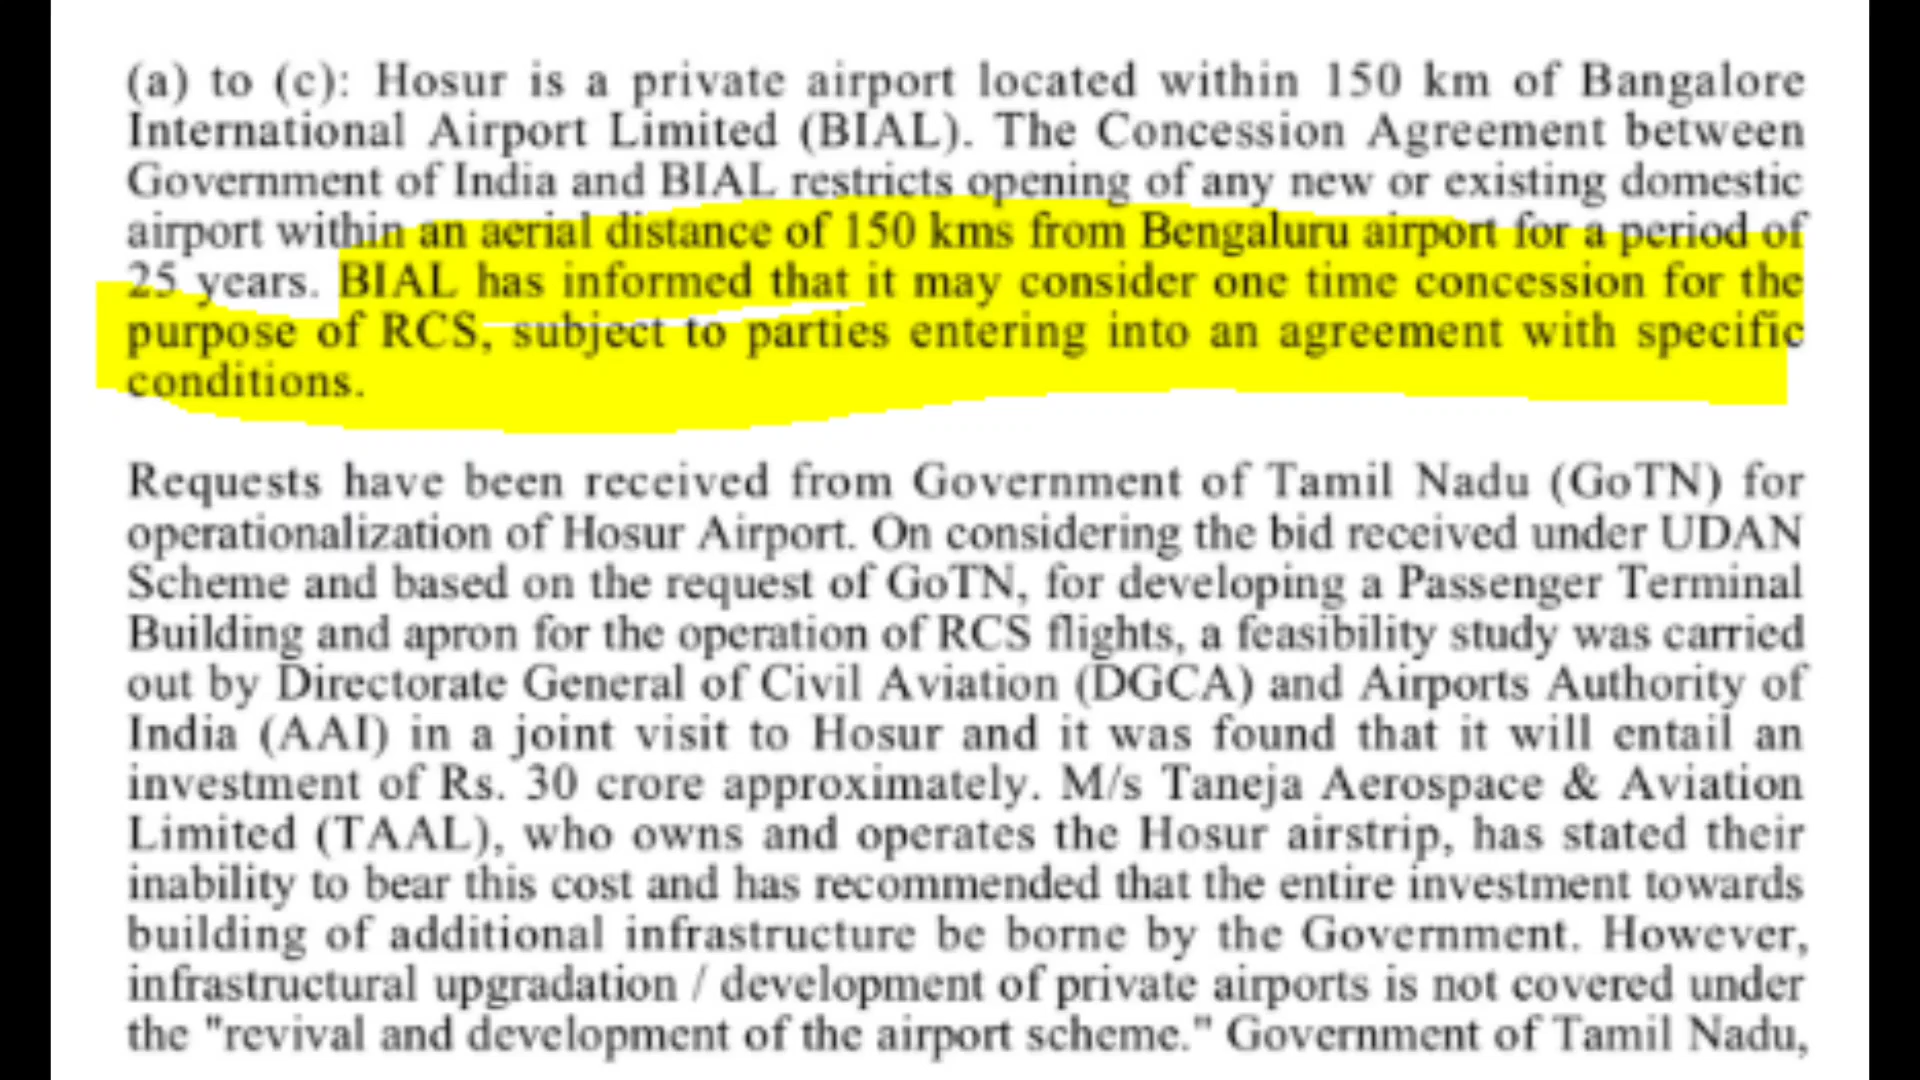 (a) to (c): Hosur is a private airport located within 150 km of Bangalore
International Airport Limited (BIAL). The Concession Agreement between
Government of India and BIAL restricts opening of any new or existing domestic
airport within an aerial distance of 150 kms from Bengaluru airport for a period of
25 years. BIAL has informed that it may consider one time concession for the
purpose of RCS, subject to parties entering into an agreement with specific
conditions.
Requests have been received from Government of Tamil Nadu (GoTN) for
operationalization of Hosur Airport. On considering the bid received under UDAN
Scheme and based on the request of GoTN, for developing a Passenger Terminal
Building and apron for the operation of RCS flights, a feasibility study was carried
out by Directorate General of Civil Aviation (DGCA) and Airports Authority of
India (AAI) in a joint visit to Hosur and it was found that it will entail an
investment of Rs. 30 crore approximately. M/s Taneja Aerospace & Aviation
Limited (TAAL), who owns and operates the Hosur airstrip, has stated their
inability to bear this cost and has recommended that the entire investment towards
building of additional infrastructure be borne by the Government. However,
infrastructural upgradation / development of private airports is not covered under
the "revival and development of the airport scheme." Government of Tamil Nadu,